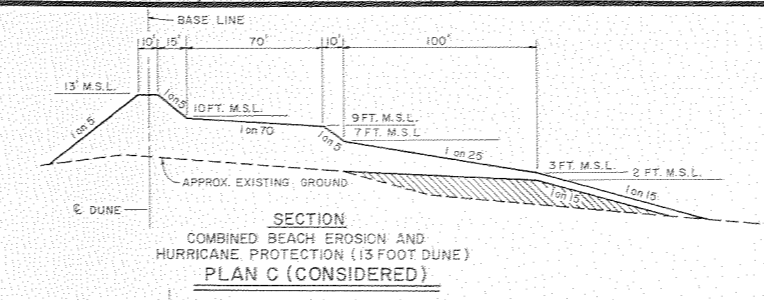 BASE LINE
10' 15' 70' 10' 100'
13' M.S.L.
1 on 5
1 on 5
10 FT. M.S.L.
1 on 70
1 on 5
9 FT. M.S.L.
7 FT. M.S.L
1 on 25
3 FT. M.S.L.
2 FT. M.S.L.
1 on 15
1 on 15
APPROX. EXISTING GROUND
℄ DUNE
SECTION
COMBINED BEACH EROSION AND
HURRICANE PROTECTION (13 FOOT DUNE)
PLAN C (CONSIDERED)